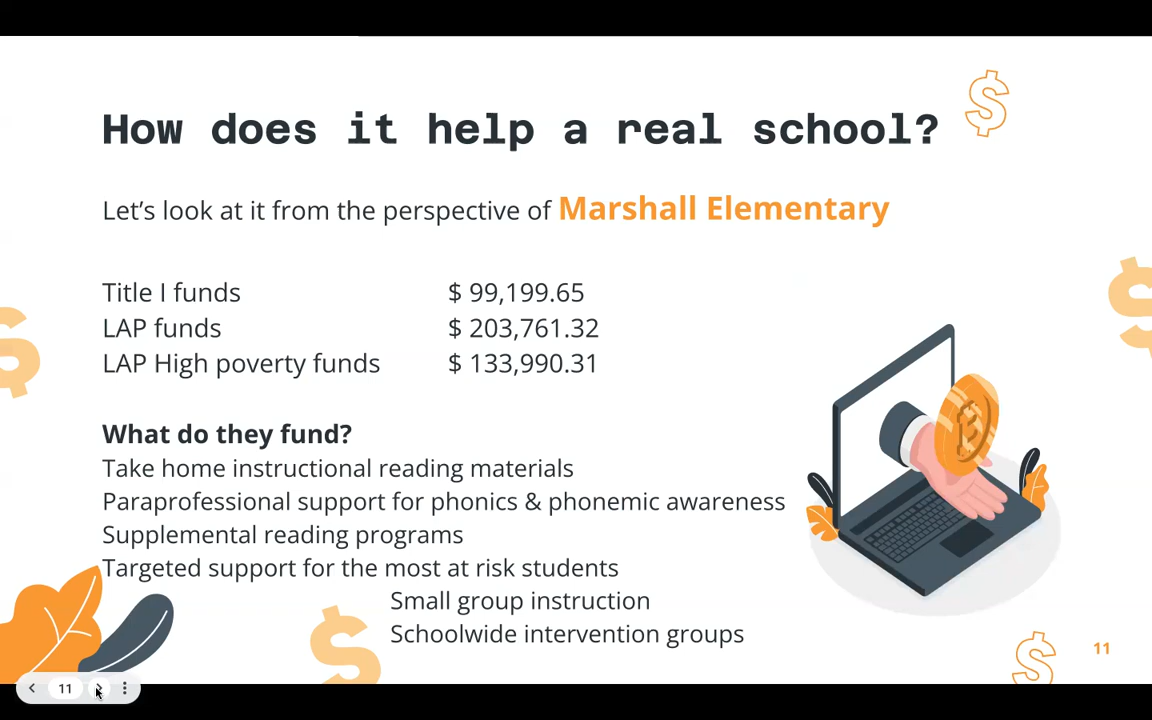 How does it help a real school?
Let's look at it from the perspective of Marshall Elementary
Title I funds $ 99,199.65
LAP funds $ 203,761.32
LAP High poverty funds $ 133,990.31
What do they fund?
Take home instructional reading materials
Paraprofessional support for phonics & phonemic awareness
Supplemental reading programs
Targeted support for the most at risk students
Small group instruction
Schoolwide intervention groups
11
11